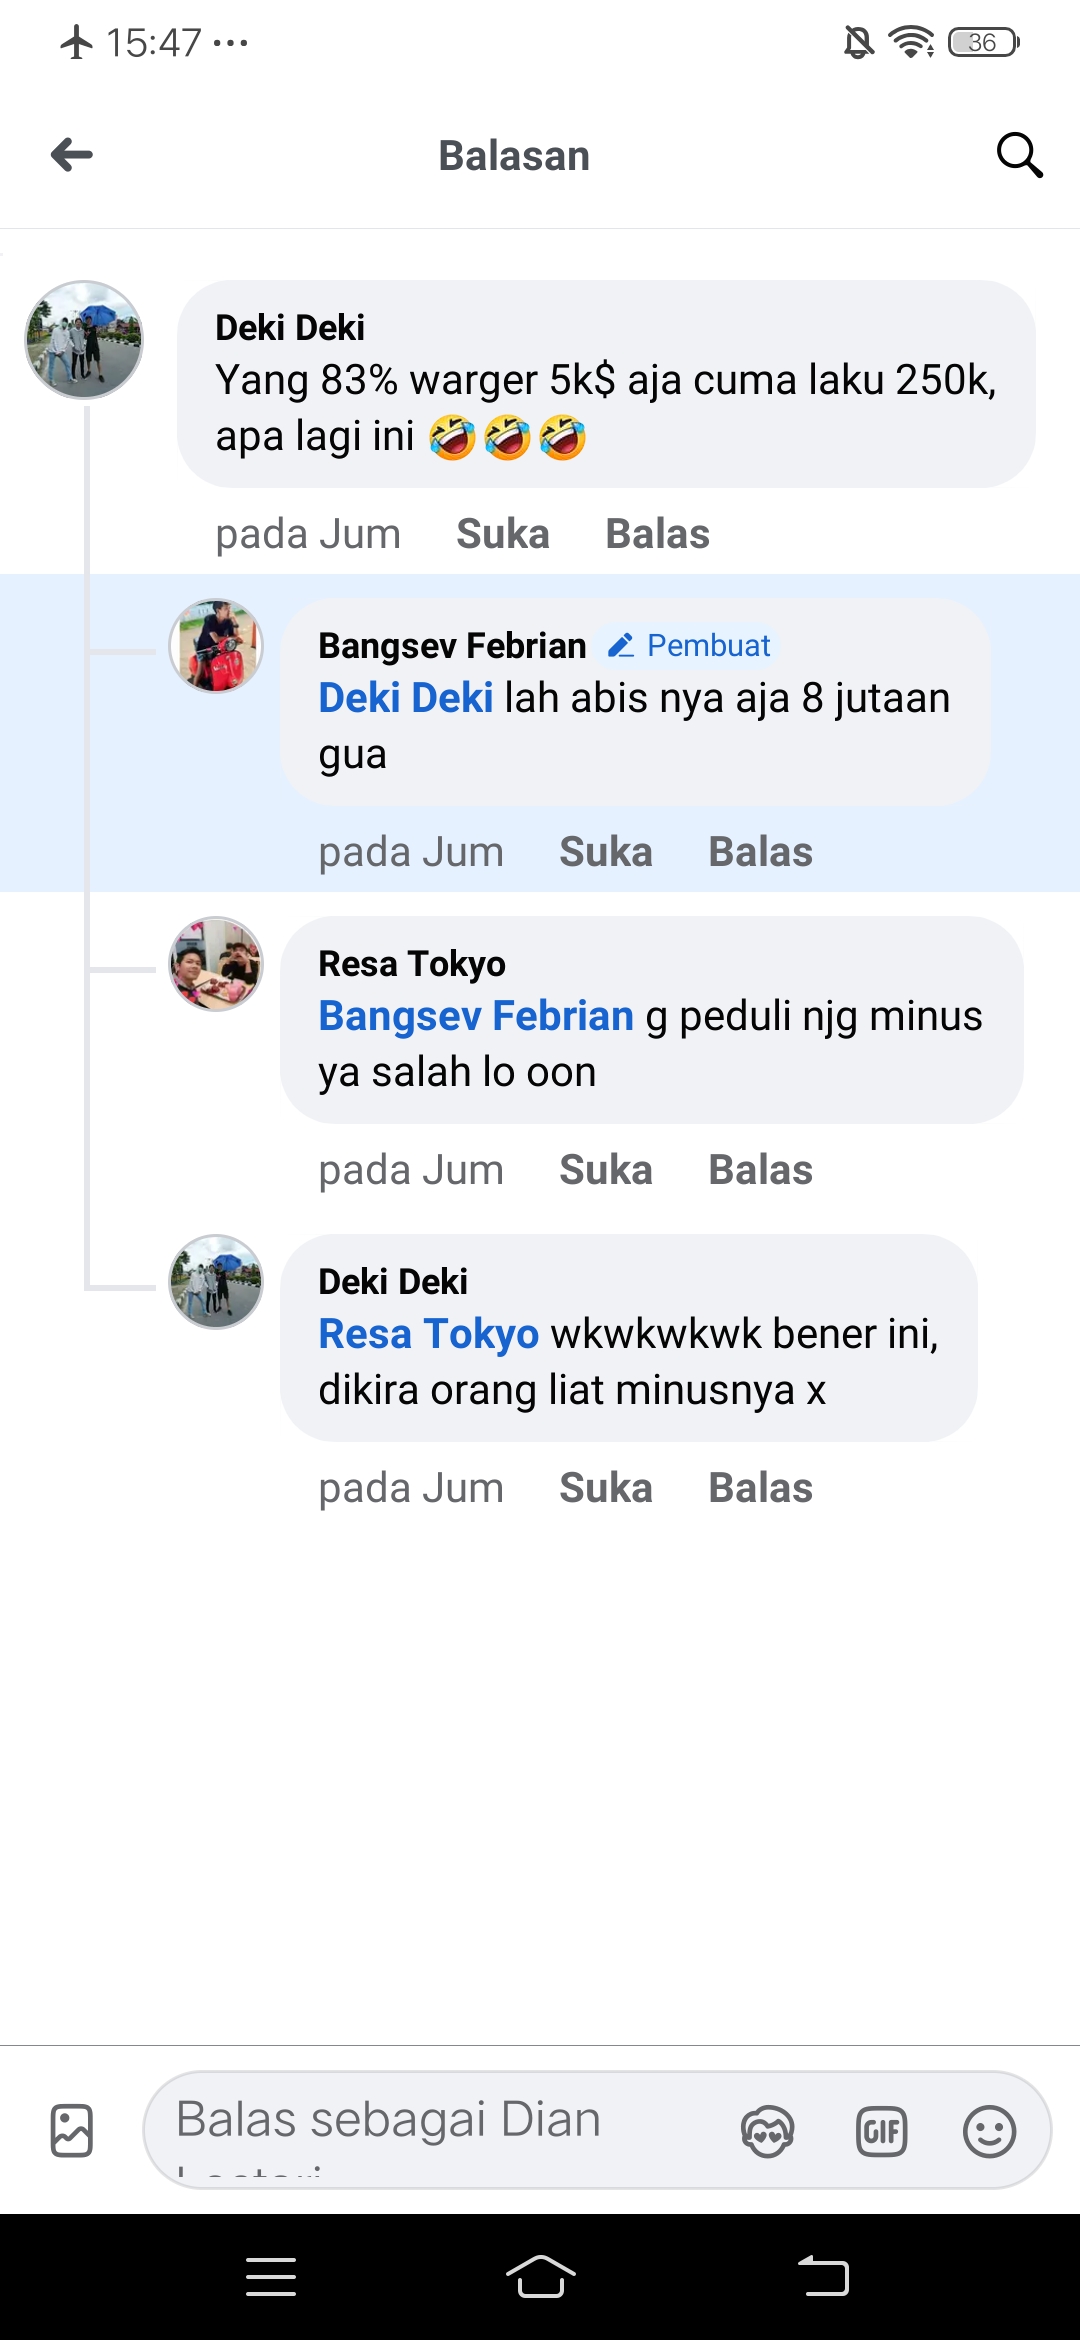 15:47 ...
36
Balasan
Deki Deki
Yang 83% warger 5k$ aja cuma laku 250k,
apa lagi ini 🤣🤣🤣
pada Jum Suka Balas
Bangsev Febrian Pembuat
Deki Deki lah abis nya aja 8 jutaan
gua
pada Jum Suka Balas
Resa Tokyo
Bangsev Febrian g peduli njg minus
ya salah lo oon
pada Jum Suka Balas
Deki Deki
Resa Tokyo wkwkwkwk bener ini,
dikira orang liat minusnya x
pada Jum Suka Balas
Balas sebagai Dian
GIF